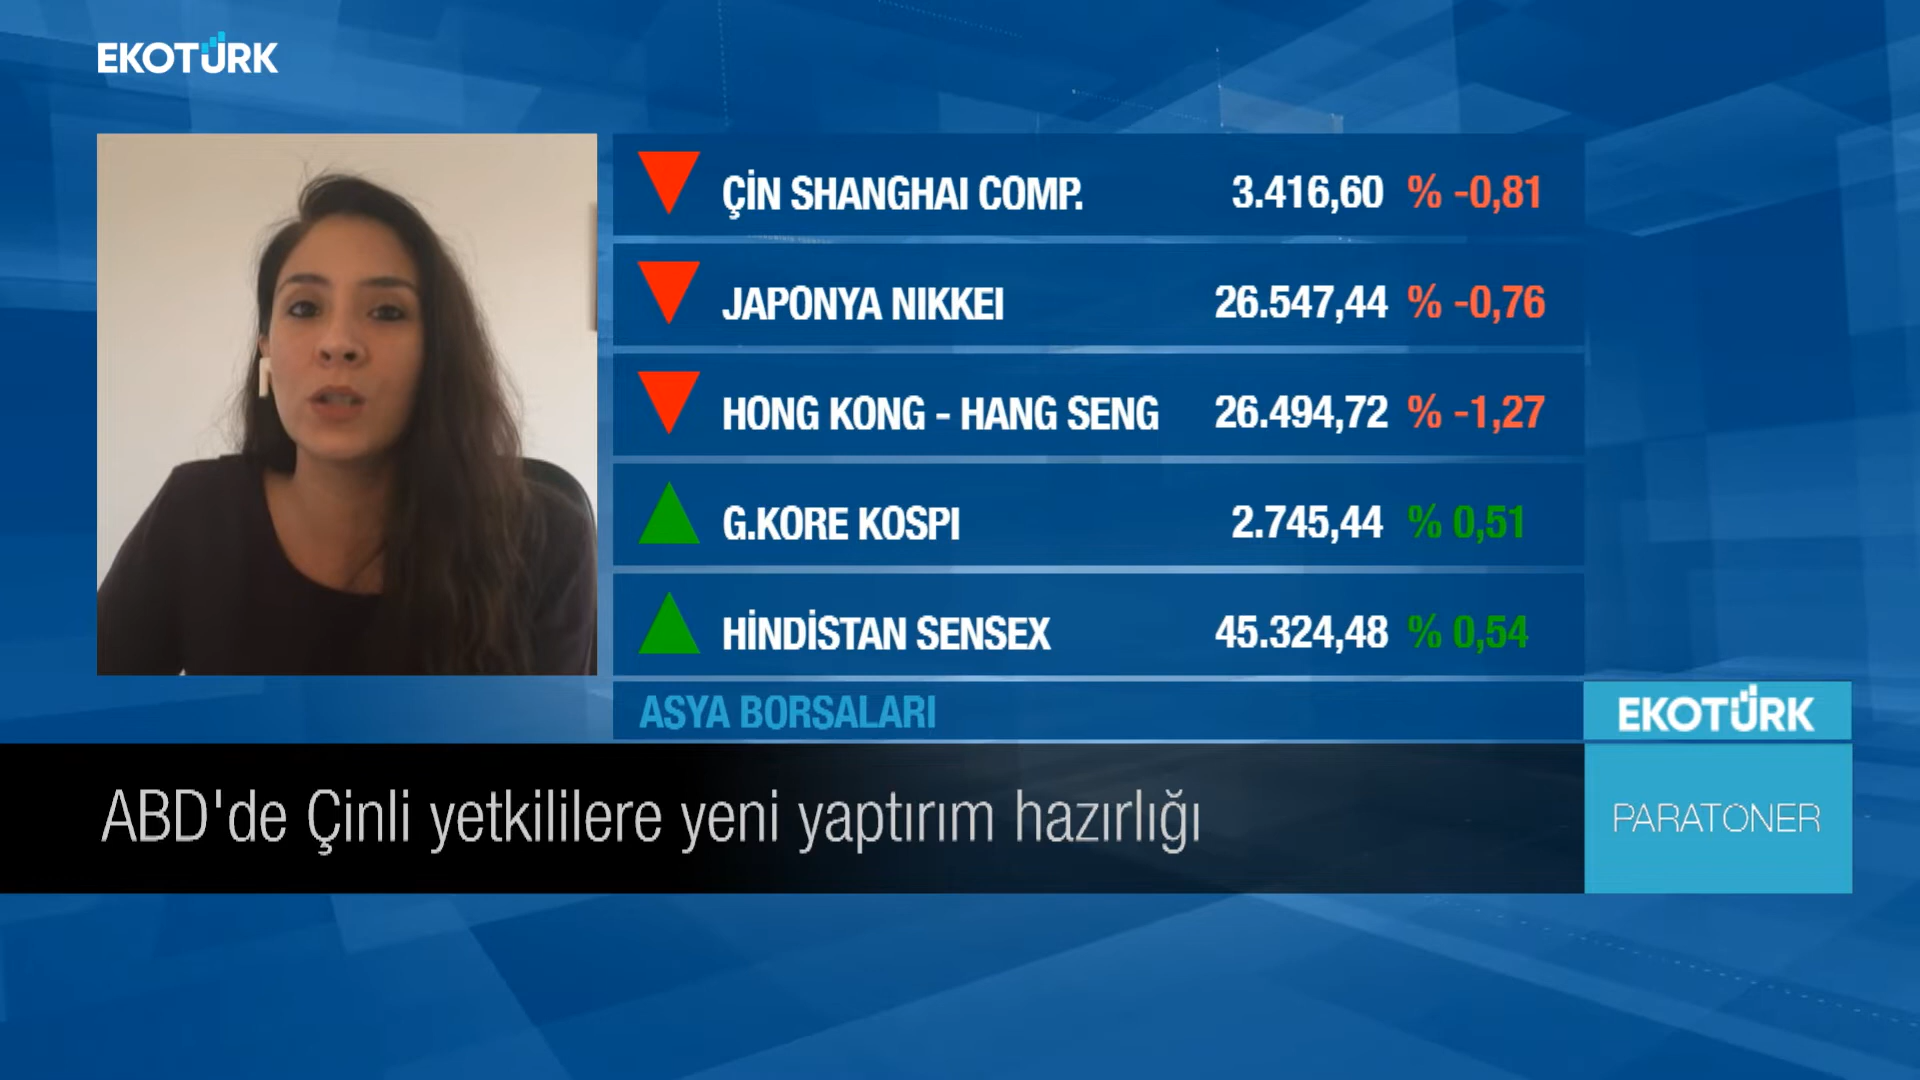 EKOTÜRK
ÇİN SHANGHAI COMP. 3.416,60 % -0,81
JAPONYA NIKKEI 26.547,44 % -0,76
HONG KONG - HANG SENG 26.494,72 % -1,27
G.KORE KOSPI 2.745,44 % 0,51
HİNDİSTAN SENSEX 45.324,48 % 0,54
ASYA BORSALARI
EKOTÜRK
ABD'de Çinli yetkililere yeni yaptırım hazırlığı
PARATONER